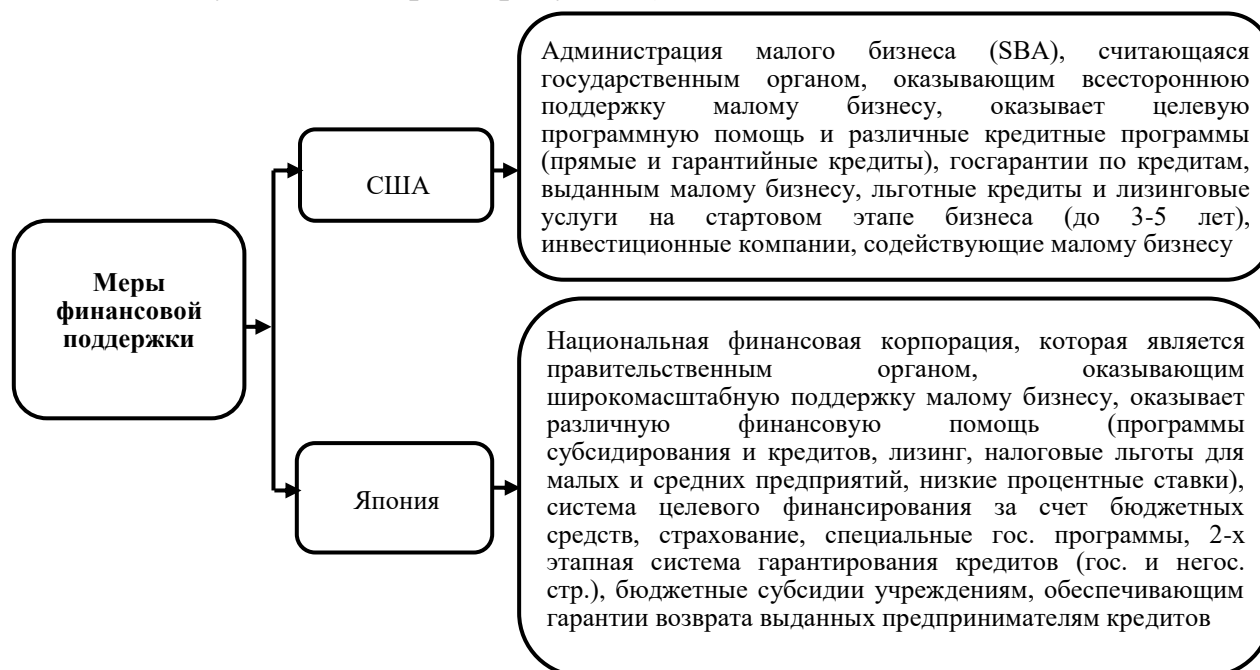 Администрация малого бизнеса (SBA), считающаяся
государственным органом, оказывающим всестороннюю
поддержку малому бизнесу, оказывает целевую
программную помощь и различные кредитные программы
(прямые и гарантийные кредиты), госгарантии по кредитам,
выданным малому бизнесу, льготные кредиты и лизинговые
услуги на стартовом этапе бизнеса (до 3-5 лет),
инвестиционные компании, содействующие малому бизнесу
США
Меры
финансовой
поддержки
Национальная финансовая корпорация, которая является
правительственным органом, оказывающим
широкомасштабную поддержку малому бизнесу, оказывает
различную финансовую помощь (программы
субсидирования и кредитов, лизинг, налоговые льготы для
малых и средних предприятий, низкие процентные ставки),
система целевого финансирования за счет бюджетных
средств, страхование, специальные гос. программы, 2-х
этапная система гарантирования кредитов (гос. и негос.
стр.), бюджетные субсидии учреждениям, обеспечивающим
гарантии возврата выданных предпринимателям кредитов
Япония